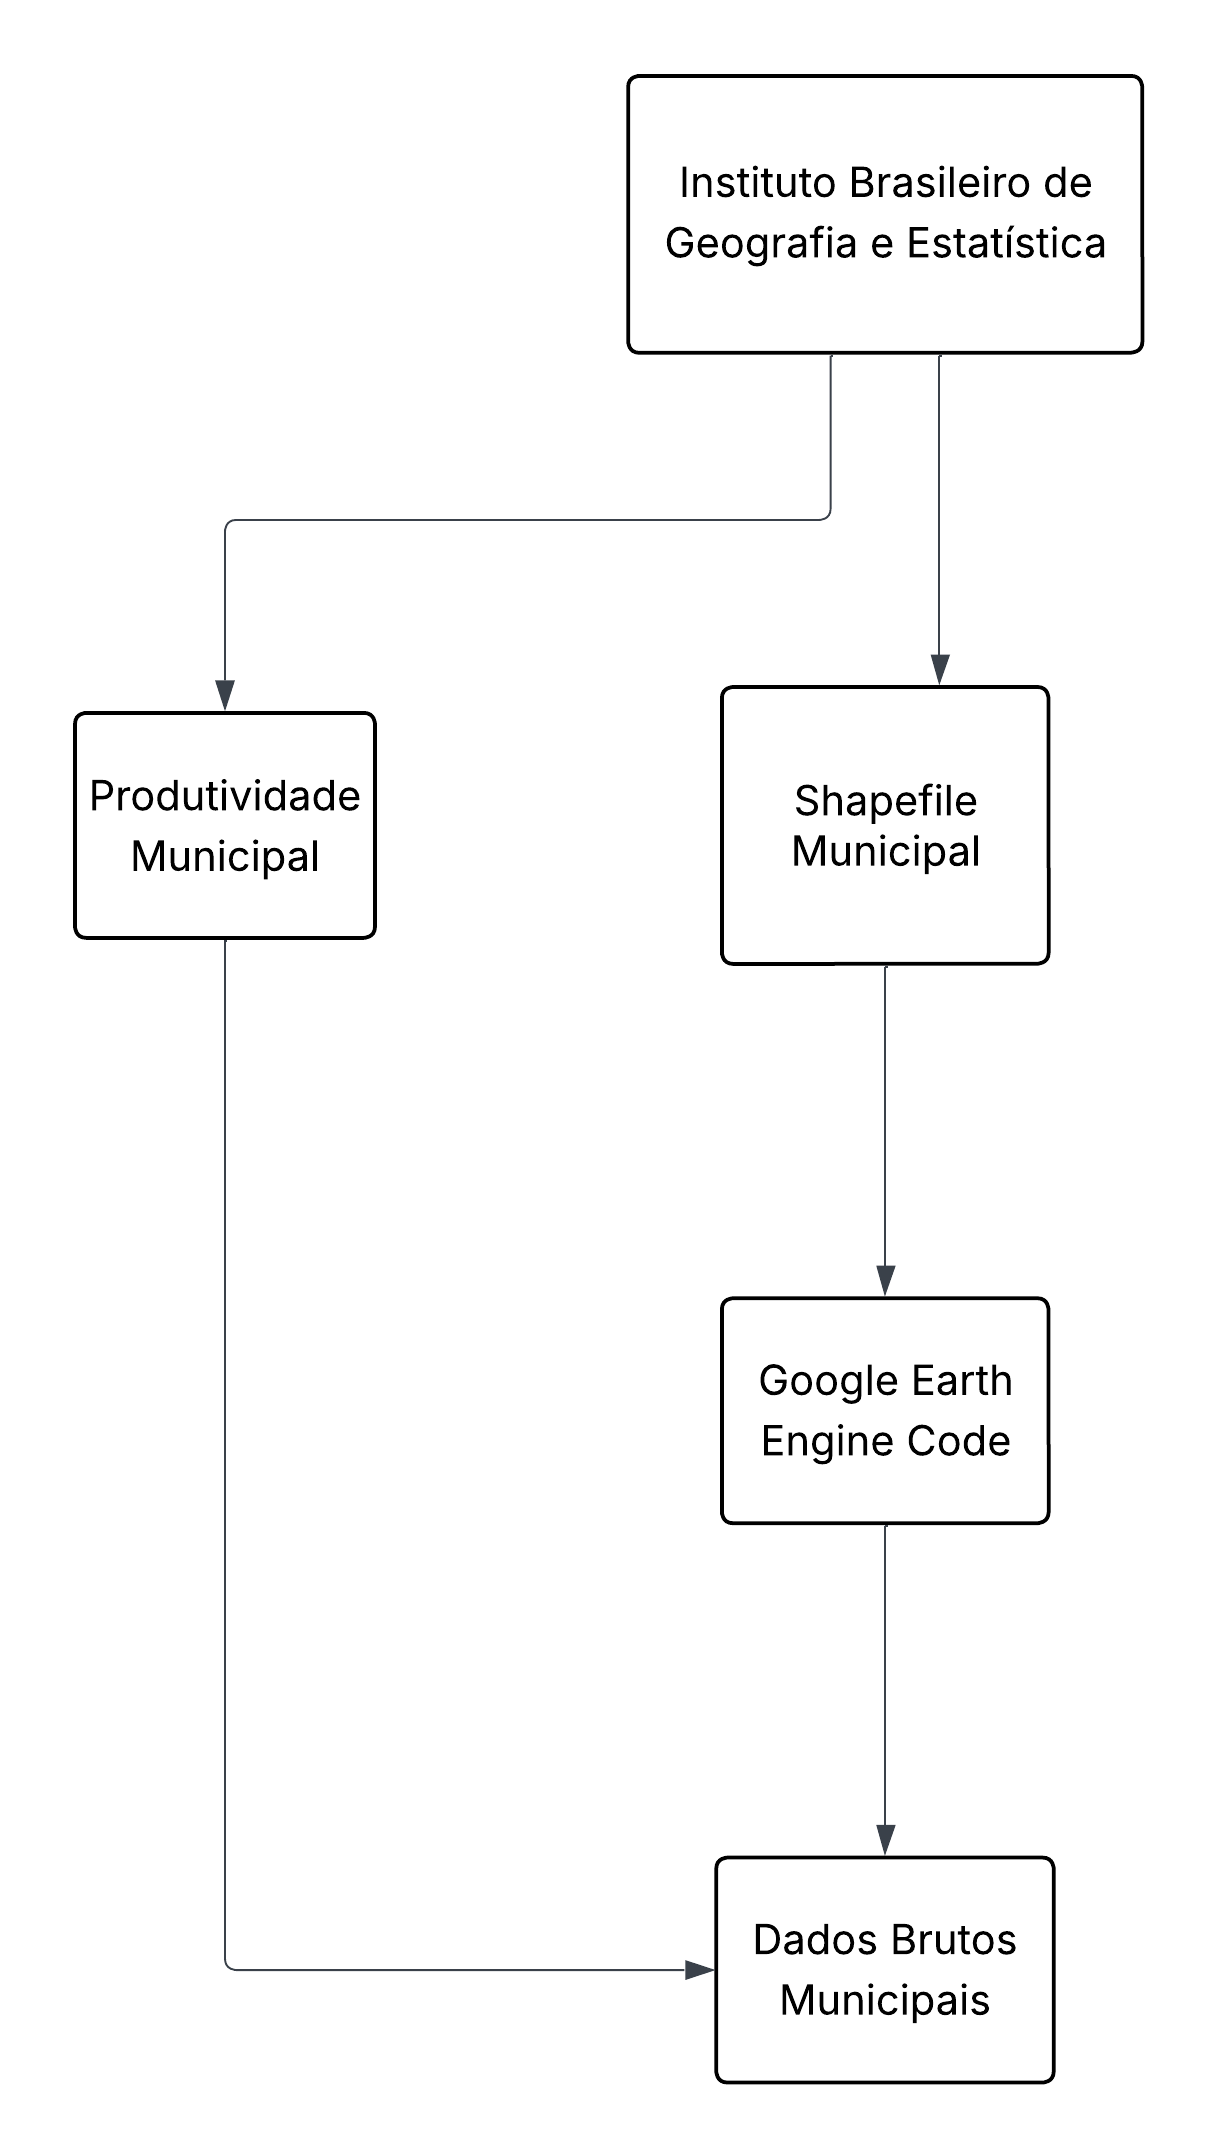 Instituto Brasileiro de
Geografia e Estatística
Produtividade
Municipal
Shapefile
Municipal
Google Earth
Engine Code
Dados Brutos
Municipais